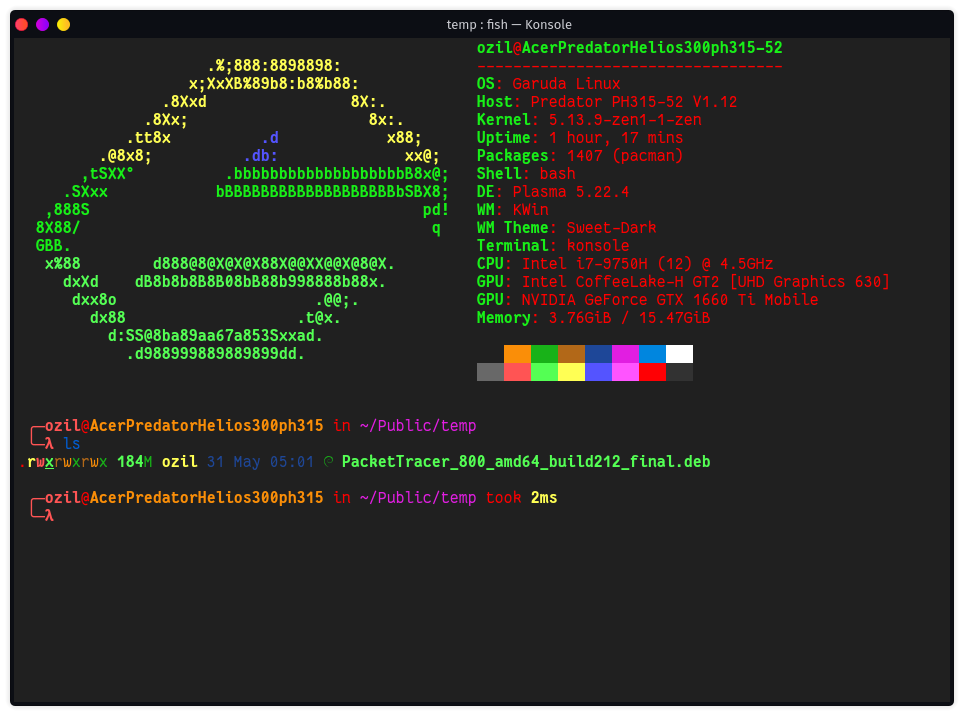 temp : fish — Konsole
ozil@AcerPredatorHelios300ph315-52
----------------------------------
.%;888:8898898:
x;XxXB%89b8:b8%b88:
OS: Garuda Linux
.8Xxd 8X:.
Host: Predator PH315-52 V1.12
.8Xx; 8x:.
Kernel: 5.13.9-zen1-1-zen
.tt8x .d x88;
Uptime: 1 hour, 17 mins
.@8x8; .db: xx@;
Packages: 1407 (pacman)
,tSXX° .bbbbbbbbbbbbbbbbbbbB8x@;
Shell: bash
.SXxx bBBBBBBBBBBBBBBBBBBBbSBX8;
DE: Plasma 5.22.4
,888S pd!
WM: KWin
8X88/ q
WM Theme: Sweet-Dark
GBB.
Terminal: konsole
x%88 d888@8@X@X@X88X@@XX@@X@8@X.
CPU: Intel i7-9750H (12) @ 4.5GHz
dxXd dB8b8b8B8B08bB88b998888b88x.
GPU: Intel CoffeeLake-H GT2 [UHD Graphics 630]
dxx8o .@@;.
GPU: NVIDIA GeForce GTX 1660 Ti Mobile
dx88 .t@x.
Memory: 3.76GiB / 15.47GiB
d:SS@8ba89aa67a853Sxxad.
.d988999889889899dd.
╭─ozil@AcerPredatorHelios300ph315 in ~/Public/temp
╰─λ ls
.rwxrwxrwx 184M ozil 31 May 05:01 PacketTracer_800_amd64_build212_final.deb
╭─ozil@AcerPredatorHelios300ph315 in ~/Public/temp took 2ms
╰─λ